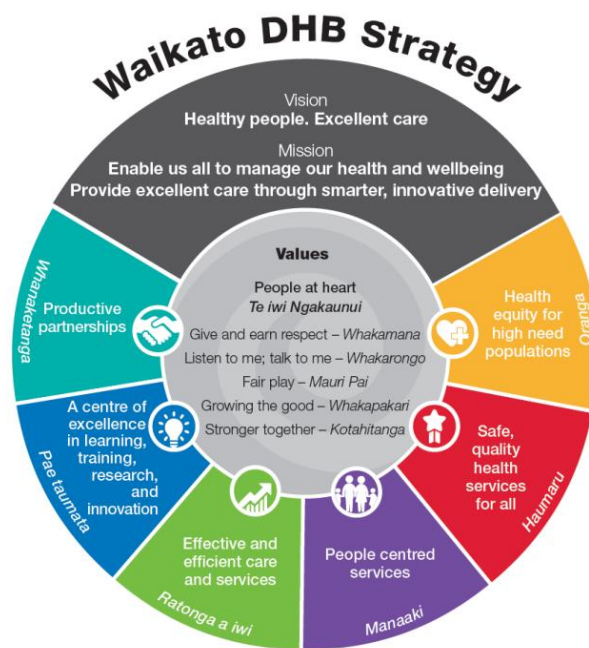 Waikato DHB Strategy
Vision
Healthy people. Excellent care
Mission
Enable us all to manage our health and wellbeing
Provide excellent care through smarter, innovative delivery
Values
People at heart
Te iwi Ngakaunui
Give and earn respect – Whakamana
Listen to me; talk to me – Whakarongo
Fair play – Mauri Pai
Growing the good – Whakapakari
Stronger together – Kotahitanga
Health
equity for
high need
populations
Oranga
Safe,
quality
health
services
for all
Haumaru
People centred
services
Manaaki
Effective and
efficient care
and services
Ratonga a iwi
A centre of
excellence
in learning,
training,
research,
and
innovation
Pae taumata
Productive
partnerships
Whanaketanga